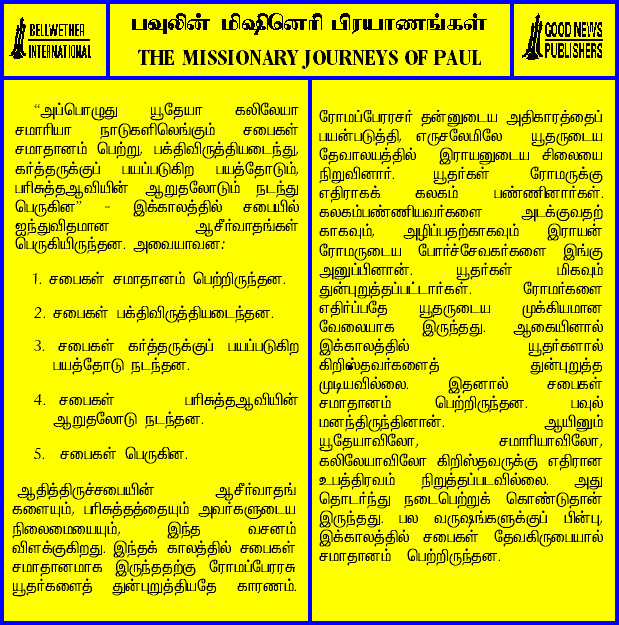 BELLWETHER
INTERNATIONAL
பவுலின் மிஷினெரி பிரயாணங்கள்
THE MISSIONARY JOURNEYS OF PAUL
GOOD NEWS
PUBLISHERS
“அப்பொழுது யூதேயா கலிலேயா
சமாரியா நாடுகளிலெங்கும் சபைகள்
சமாதானம் பெற்று, பக்திவிருத்தியடைந்து,
கர்த்தருக்குப் பயப்படுகிற பயத்தோடும்,
பரிசுத்தஆவியின் ஆறுதலோடும் நடந்து
பெருகின” - இக்காலத்தில் சபையில்
ஐந்துவிதமான ஆசீர்வாதங்கள்
பெருகியிருந்தன. அவையாவன:
1. சபைகள் சமாதானம் பெற்றிருந்தன.
2. சபைகள் பக்திவிருத்தியடைந்தன.
3. சபைகள் கர்த்தருக்குப் பயப்படுகிற
பயத்தோடு நடந்தன.
4. சபைகள் பரிசுத்தஆவியின்
ஆறுதலோடு நடந்தன.
5. சபைகள் பெருகின.
ஆதித்திருச்சபையின் ஆசீர்வாதங்
களையும், பரிசுத்தத்தையும் அவர்களுடைய
நிலைமையையும், இந்த வசனம்
விளக்குகிறது. இந்தக் காலத்தில் சபைகள்
சமாதானமாக இருந்ததற்கு ரோமப்பேரரசு
யூதர்களைத் துன்புறுத்தியதே காரணம்.
ரோமப்பேரரசர் தன்னுடைய அதிகாரத்தைப்
பயன்படுத்தி, எருசலேமிலே யூதருடைய
தேவாலயத்தில் இராயனுடைய சிலையை
நிறுவினார். யூதர்கள் ரோமருக்கு
எதிராகக் கலகம் பண்ணினார்கள்.
கலகம்பண்ணியவர்களை அடக்குவதற்
காகவும், அழிப்பதற்காகவும் இராயன்
ரோமருடைய போர்ச்சேவகர்களை இங்கு
அனுப்பினான். யூதர்கள் மிகவும்
துன்புறுத்தப்பட்டார்கள். ரோமர்களை
எதிர்ப்பதே யூதருடைய முக்கியமான
வேலையாக இருந்தது. ஆகையினால்
இக்காலத்தில் யூதர்களால்
கிறிஸ்தவர்களைத் துன்புறுத்த
முடியவில்லை. இதனால் சபைகள்
சமாதானம் பெற்றிருந்தன. பவுல்
மனந்திருந்தினான். ஆயினும்
யூதேயாவிலோ, சமாரியாவிலோ,
கலிலேயாவிலோ கிறிஸ்தவருக்கு எதிரான
உபத்திரவம் நிறுத்தப்படவில்லை. அது
தொடர்ந்து நடைபெற்றுக் கொண்டுதான்
இருந்தது. பல வருஷங்களுக்குப் பின்பு,
இக்காலத்தில் சபைகள் தேவகிருபையால்
சமாதானம் பெற்றிருந்தன.